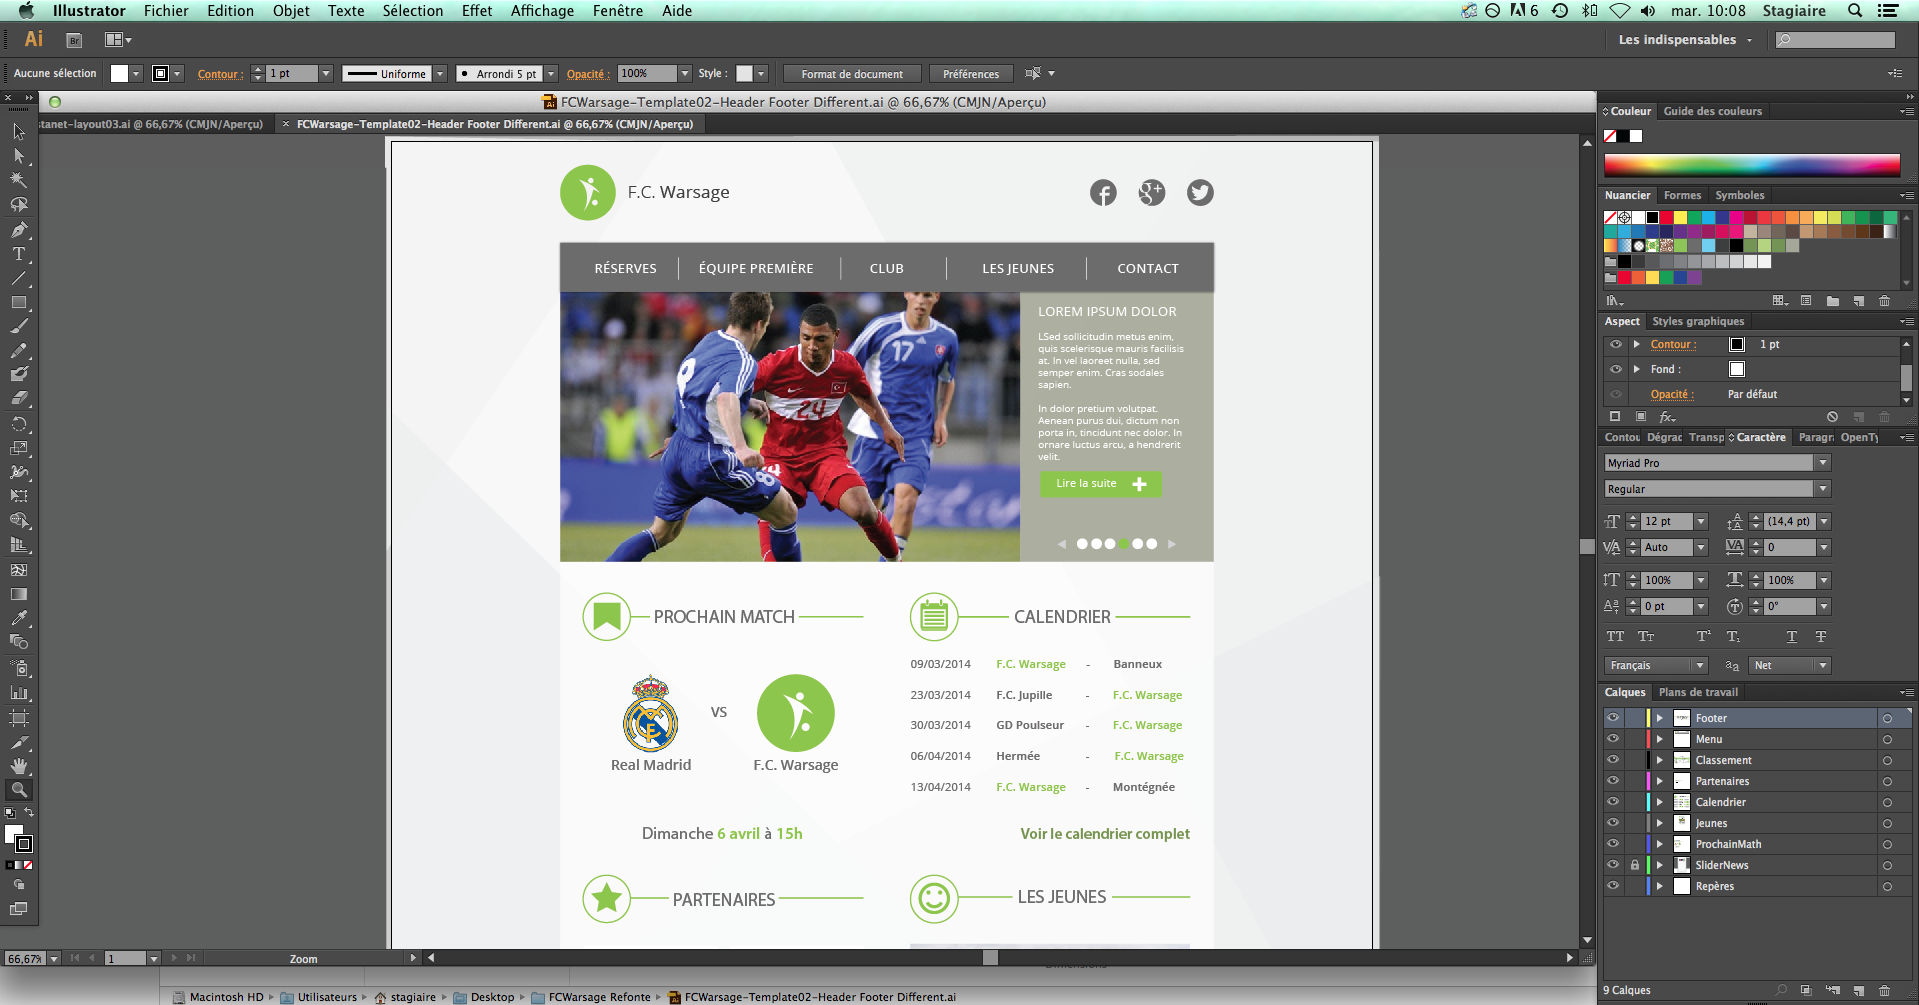 Illustrator Fichier Edition Objet Texte Sélection Effet Affichage Fenêtre Aide
6 mar. 10:08 Stagiaire
Ai Br Les indispensables
Aucune sélection Contour : 1 pt Uniforme Arrondi 5 pt Opacité : 100% Style : Format de document Préférences
FCWarsage-Template02-Header Footer Different.ai @ 66,67% (CMJN/Aperçu)
stanet-layout03.ai @ 66,67% (CMJN/Aperçu) × FCWarsage-Template02-Header Footer Different.ai @ 66,67% (CMJN/Aperçu)
F.C. Warsage
RÉSERVES ÉQUIPE PREMIÈRE CLUB LES JEUNES CONTACT
LOREM IPSUM DOLOR
LSed sollicitudin metus enim,
quis scelerisque mauris facilisis
at. In vel laoreet nulla, sed
semper enim. Cras sodales
sapien.
In dolor pretium volutpat.
Aenean purus dui, dictum non
porta in, tincidunt nec dolor. In
ornare luctus arcu, a hendrerit
velit.
Lire la suite
17
24
9
8
PROCHAIN MATCH
VS
Real Madrid F.C. Warsage
Dimanche 6 avril à 15h
CALENDRIER
09/03/2014 F.C. Warsage - Banneux
23/03/2014 F.C. Jupille - F.C. Warsage
30/03/2014 GD Poulseur - F.C. Warsage
06/04/2014 Hermée - F.C. Warsage
13/04/2014 F.C. Warsage - Montégnée
Voir le calendrier complet
PARTENAIRES
LES JEUNES
Couleur Guide des couleurs
Nuancier Formes Symboles
Aspect Styles graphiques
Contour : 1 pt
Fond :
Opacité : Par défaut
fx
Contou Dégrac Transp Caractère Paragr OpenTy
Myriad Pro
Regular
12 pt (14,4 pt)
Auto 0
100% 100%
0 pt 0°
Français Net
Calques Plans de travail
Footer
Menu
Classement
Partenaires
Calendrier
Jeunes
ProchainMath
SliderNews
Repères
9 Calques
66,67% 1 Zoom
Dimensions
Macintosh HD Utilisateurs stagiaire Desktop FCWarsage Refonte FCWarsage-Template02-Header Footer Different.ai